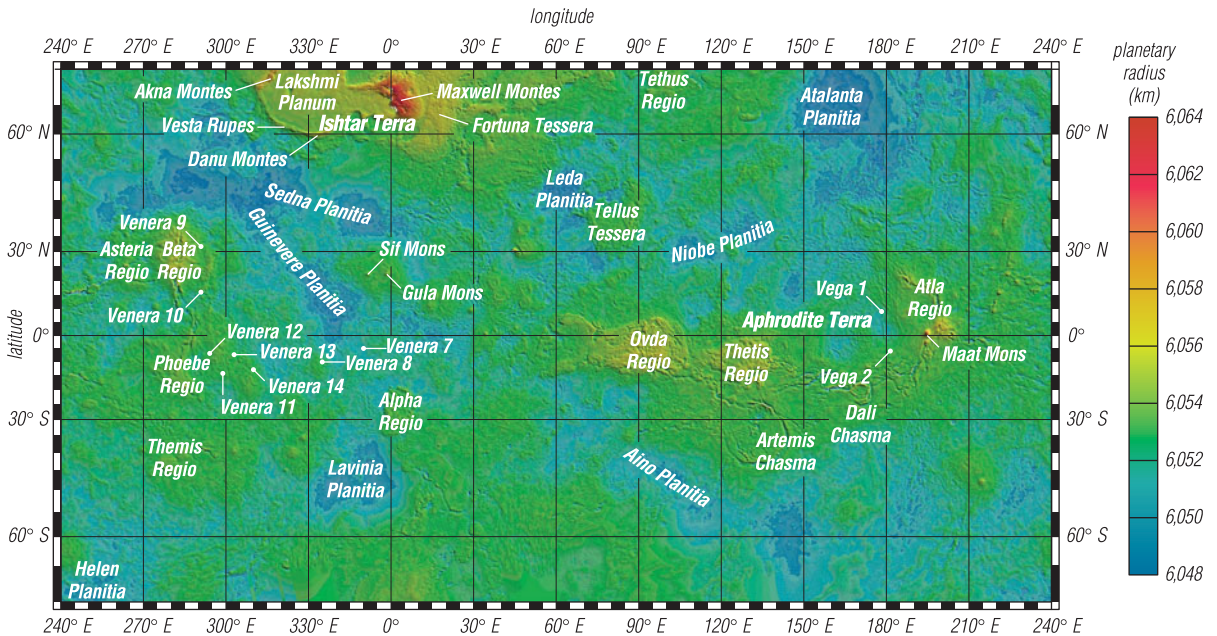 longitude
240° E 270° E 300° E 330° E 0° 30° E 60° E 90° E 120° E 150° E 180° E 210° E 240° E
planetary
radius
(km)
Akna Montes
Lakshmi
Planum
Maxwell Montes
Tethus
Regio
Atalanta
Planitia
Vesta Rupes
Ishtar Terra
Fortuna Tessera
60° N
60° N
Danu Montes
Sedna Planitia
Leda
Planitia
Tellus
Tessera
Niobe Planitia
Venera 9
Guinevere Planitia
Asteria
Regio
Beta
Regio
Sif Mons
30° N
30° N
Gula Mons
Venera 10
Vega 1
Atla
Regio
Venera 12
Aphrodite Terra
latitude
0°
0°
Venera 13
Venera 7
Ovda
Regio
Thetis
Regio
Maat Mons
Phoebe
Regio
Venera 8
Venera 14
Vega 2
Venera 11
Alpha
Regio
30° S
30° S
Dali
Chasma
Themis
Regio
Artemis
Chasma
Lavinia
Planitia
Aino Planitia
60° S
60° S
Helen
Planitia
240° E 270° E 300° E 330° E 0° 30° E 60° E 90° E 120° E 150° E 180° E 210° E 240° E
6,064
6,062
6,060
6,058
6,056
6,054
6,052
6,050
6,048